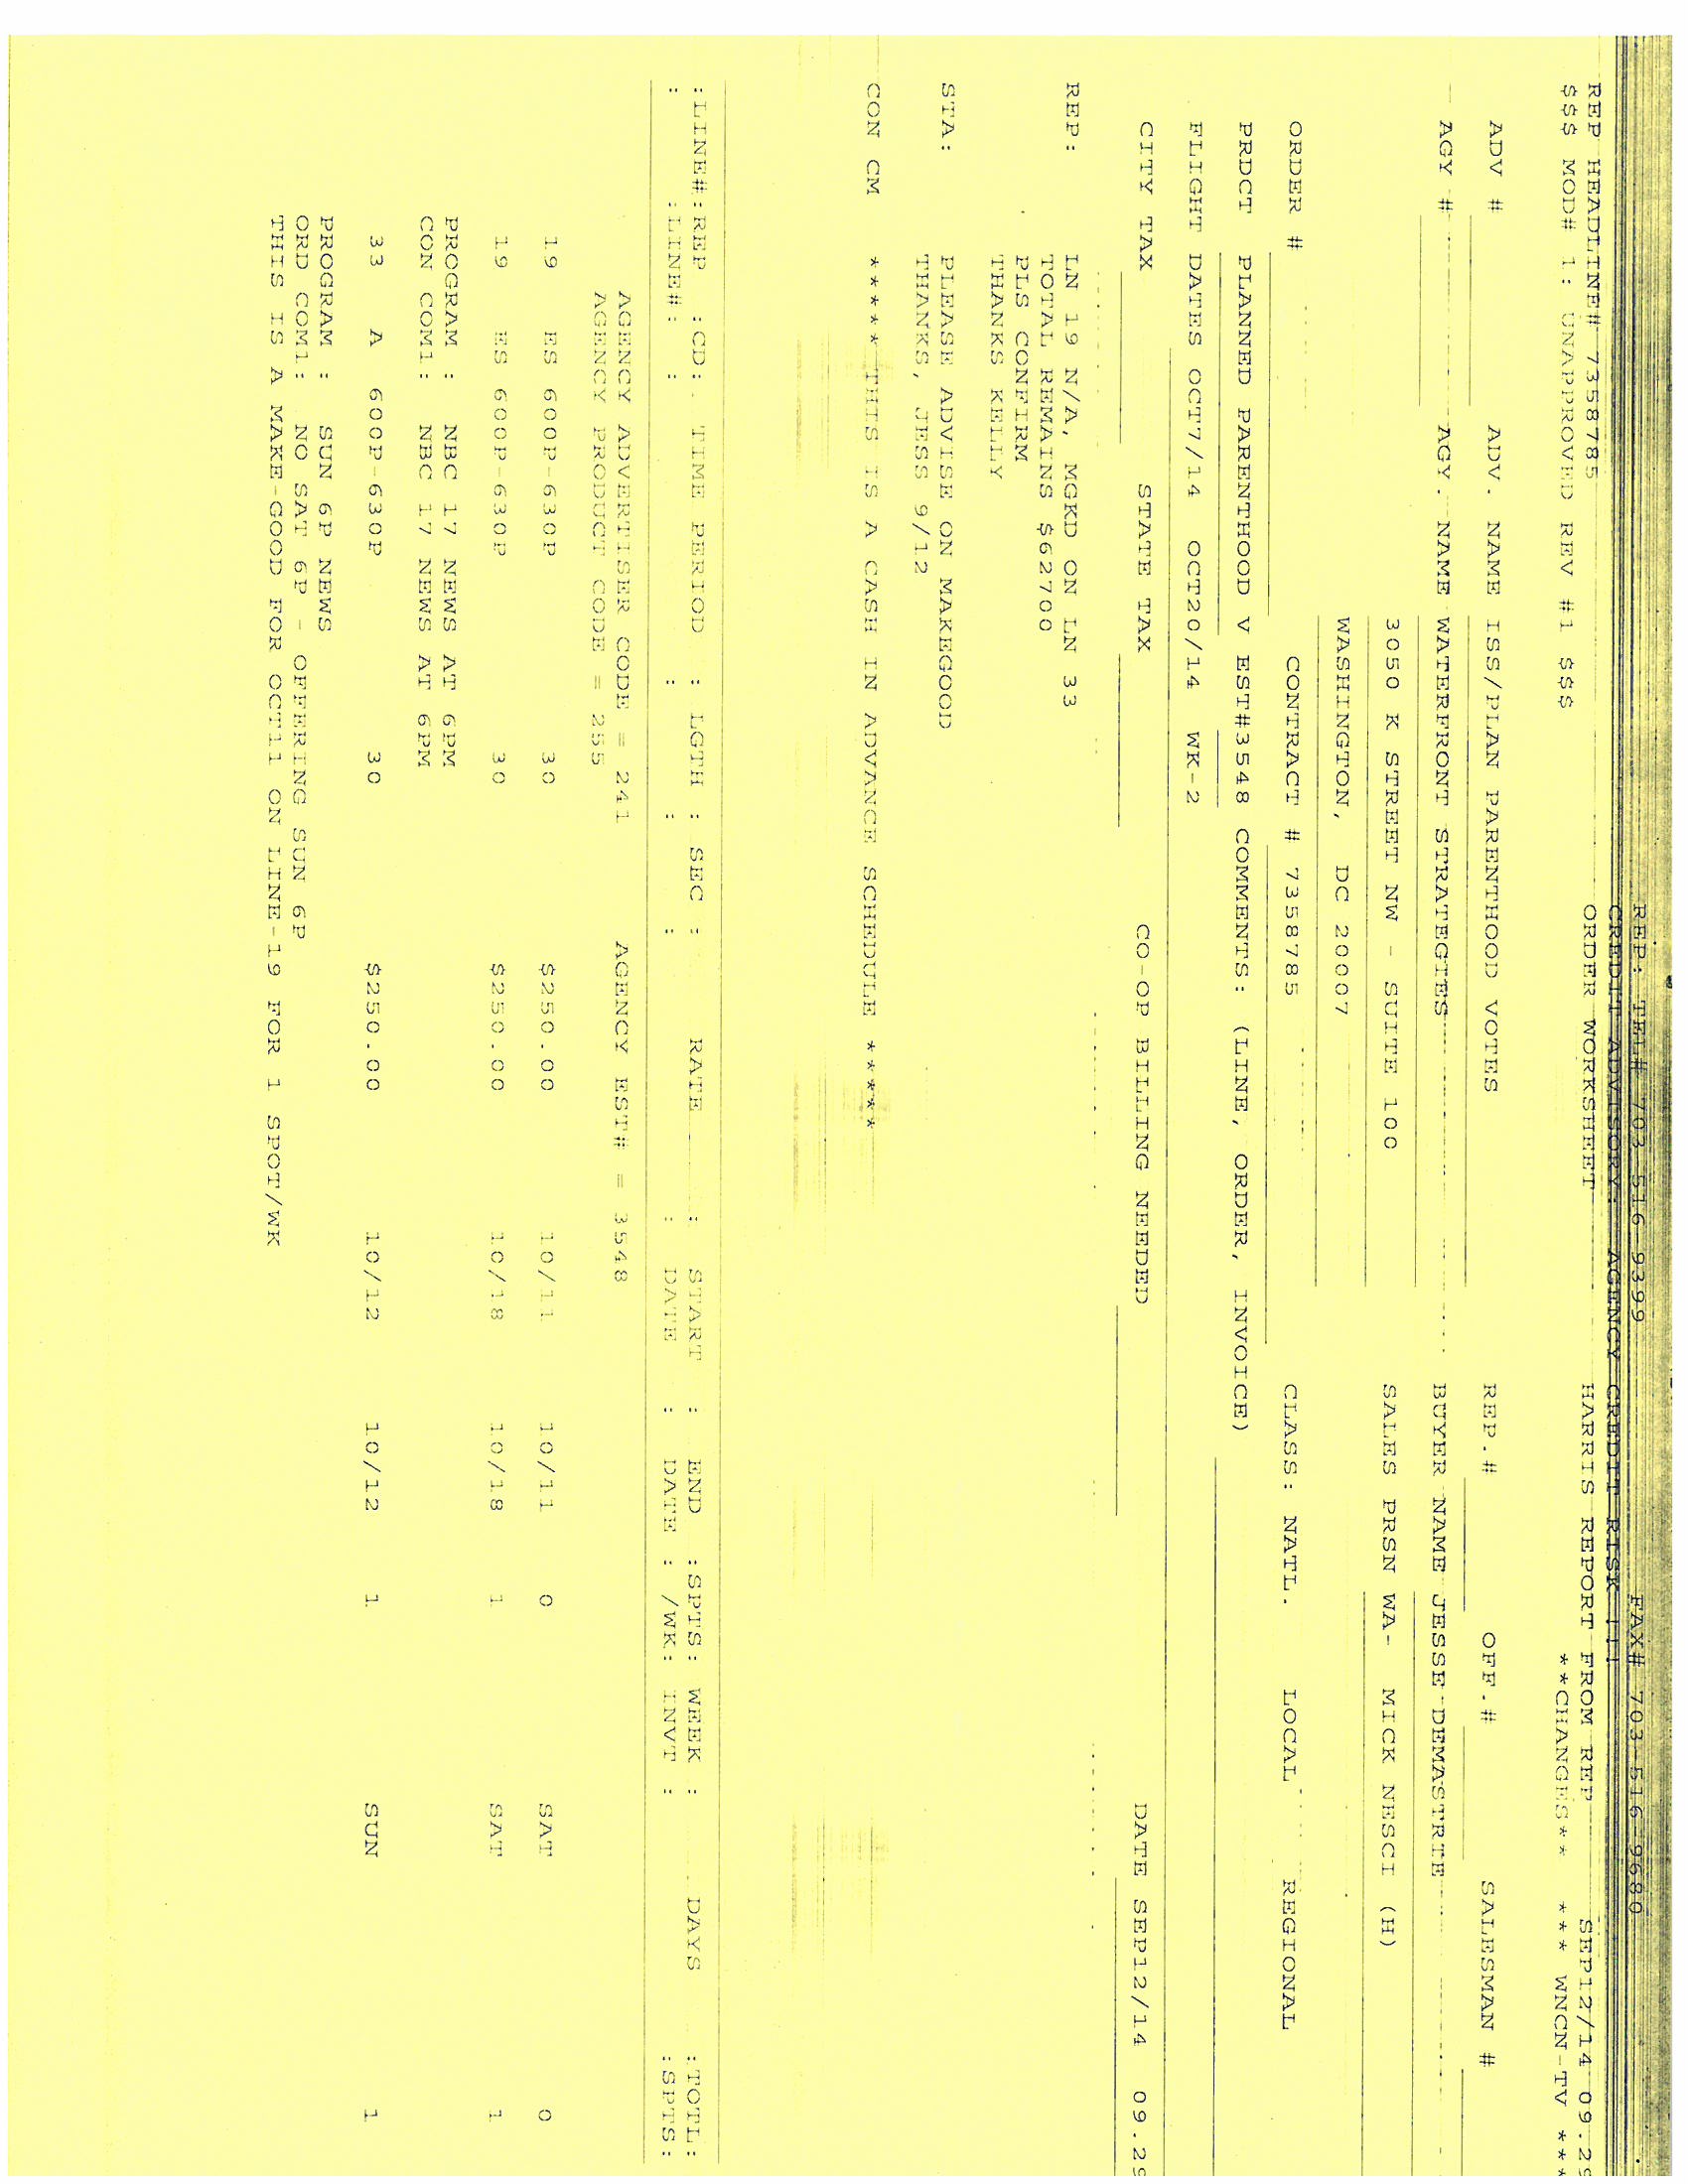 REP: TEL# 703-516-9399 FAX# 703-516-9680
CREDIT ADVISORY: AGENCY CREDIT RISK
ORDER WORKSHEET HARRIS REPORT FROM REP SEP12/14 09.29
REP HEADLINE# 7358785 **CHANGES** *** WNCN-TV ***
$$$ MOD# 1: UNAPPROVED REV #1 $$$
ADV # ADV. NAME ISS/PLAN PARENTHOOD VOTES REP.# OFF.# SALESMAN #
AGY # AGY. NAME WATERFRONT STRATEGIES BUYER NAME JESSE DEMASTRIE
3050 K STREET NW - SUITE 100 SALES PRSN WA- MICK NESCI (H)
WASHINGTON, DC 20007
ORDER # CONTRACT # 7358785 CLASS: NATL. LOCAL REGIONAL
PRDCT PLANNED PARENTHOOD V EST#3548 COMMENTS: (LINE, ORDER, INVOICE)
FLIGHT DATES OCT7/14 OCT20/14 WK-2
CITY TAX STATE TAX CO-OP BILLING NEEDED DATE SEP12/14 09.29
REP: LN 19 N/A, MGKD ON LN 33
TOTAL REMAINS $62700
PLS CONFIRM
THANKS KELLY
STA: PLEASE ADVISE ON MAKEGOOD
THANKS, JESS 9/12
CON CM ***** THIS IS A CASH IN ADVANCE SCHEDULE ****
:LINE#:REP :CD: TIME PERIOD : LGTH : SEC : RATE : START : END :SPTS: WEEK : DAYS :TOTL:
: :LINE#: : : : : : DATE : DATE : /WK: INVT : :SPTS:
AGENCY ADVERTISER CODE = 241 AGENCY EST# = 3548
AGENCY PRODUCT CODE = 255
19 ES 600P-630P 30 $250.00 10/11 10/11 0 SAT 0
19 ES 600P-630P 30 $250.00 10/18 10/18 1 SAT 1
PROGRAM : NBC 17 NEWS AT 6PM
CON COM1: NBC 17 NEWS AT 6PM
33 A 600P-630P 30 $250.00 10/12 10/12 1 SUN 1
PROGRAM : SUN 6P NEWS
ORD COM1: NO SAT 6P - OFFERING SUN 6P
THIS IS A MAKE-GOOD FOR OCT11 ON LINE-19 FOR 1 SPOT/WK